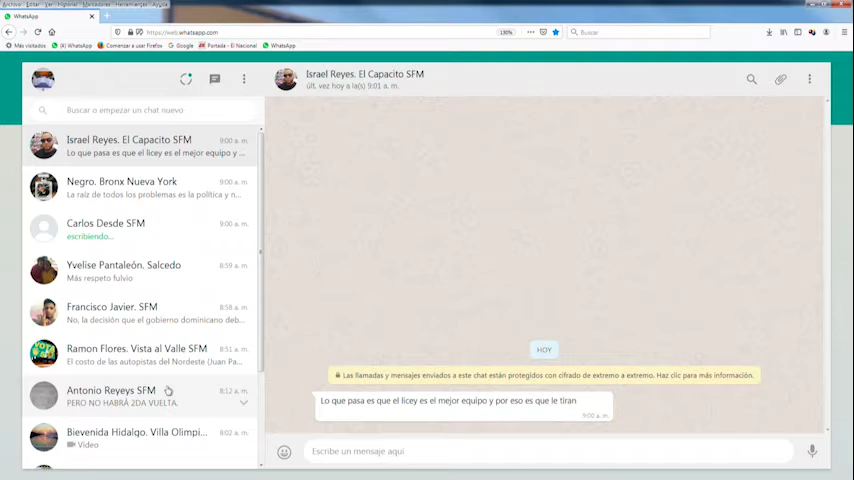 Archivo Editar Ver Historial Marcadores Herramientas Ayuda
WhatsApp
https://web.whatsapp.com
130%
Buscar
Más visitados
(4) WhatsApp
Comenzar a usar Firefox
Google
Portada - El Nacional
WhatsApp
Israel Reyes. El Capacito SFM
últ. vez hoy a la(s) 9:01 a. m.
Buscar o empezar un chat nuevo
Israel Reyes. El Capacito SFM
9:00 a. m.
Lo que pasa es que el licey es el mejor equipo y ...
Negro. Bronx Nueva York
9:00 a. m.
La raíz de todos los problemas es la política y n...
Carlos Desde SFM
9:00 a. m.
escribiendo...
Yvelise Pantaleón. Salcedo
8:59 a. m.
Más respeto fulvio
Francisco Javier. SFM
8:58 a. m.
No, la decisión que el gobierno dominicano deb...
Ramon Flores. Vista al Valle SFM
8:51 a. m.
El costo de las autopistas del Nordeste (Juan Pa...
Antonio Reyeys SFM
8:12 a. m.
PERO NO HABRÁ 2DA VUELTA.
Bievenida Hidalgo. Villa Olimpi...
8:02 a. m.
Video
HOY
Las llamadas y mensajes enviados a este chat están protegidos con cifrado de extremo a extremo. Haz clic para más información.
Lo que pasa es que el licey es el mejor equipo y por eso es que le tiran
9:00 a. m.
Escribe un mensaje aquí